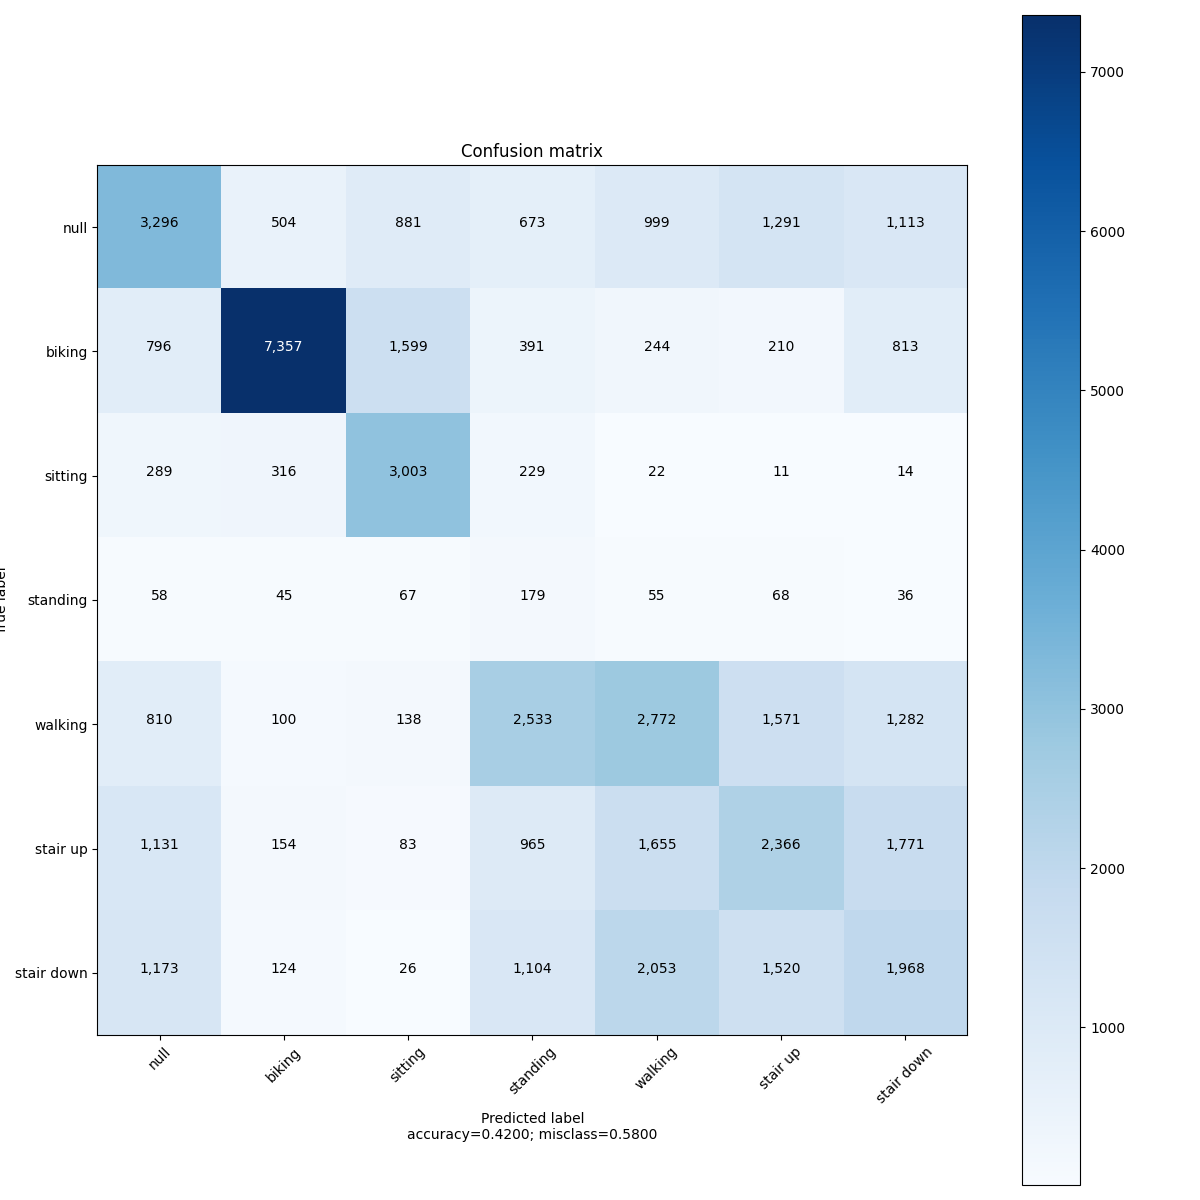 Confusion matrix
null 3,296 504 881 673 999 1,291 1,113
biking 796 7,357 1,599 391 244 210 813
sitting 289 316 3,003 229 22 11 14
standing 58 45 67 179 55 68 36
walking 810 100 138 2,533 2,772 1,571 1,282
stair up 1,131 154 83 965 1,655 2,366 1,771
stair down 1,173 124 26 1,104 2,053 1,520 1,968
null biking sitting standing walking stair up stair down
Predicted label
accuracy=0.4200; misclass=0.5800
7000
6000
5000
4000
3000
2000
1000